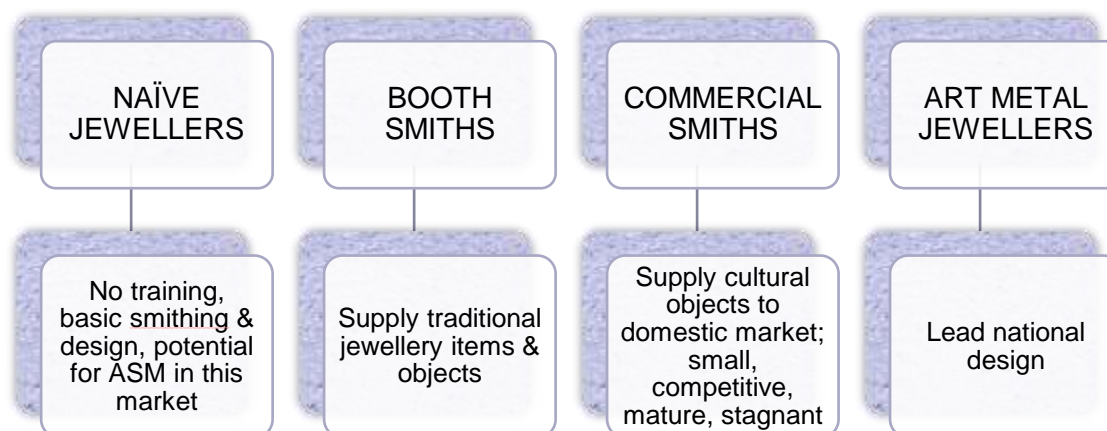 NAÏVE
JEWELLERS
BOOTH
SMITHS
COMMERCIAL
SMITHS
ART METAL
JEWELLERS
No training,
basic smithing &
design, potential
for ASM in this
market
Supply traditional
jewellery items &
objects
Supply cultural
objects to
domestic market;
small,
competitive,
mature, stagnant
Lead national
design